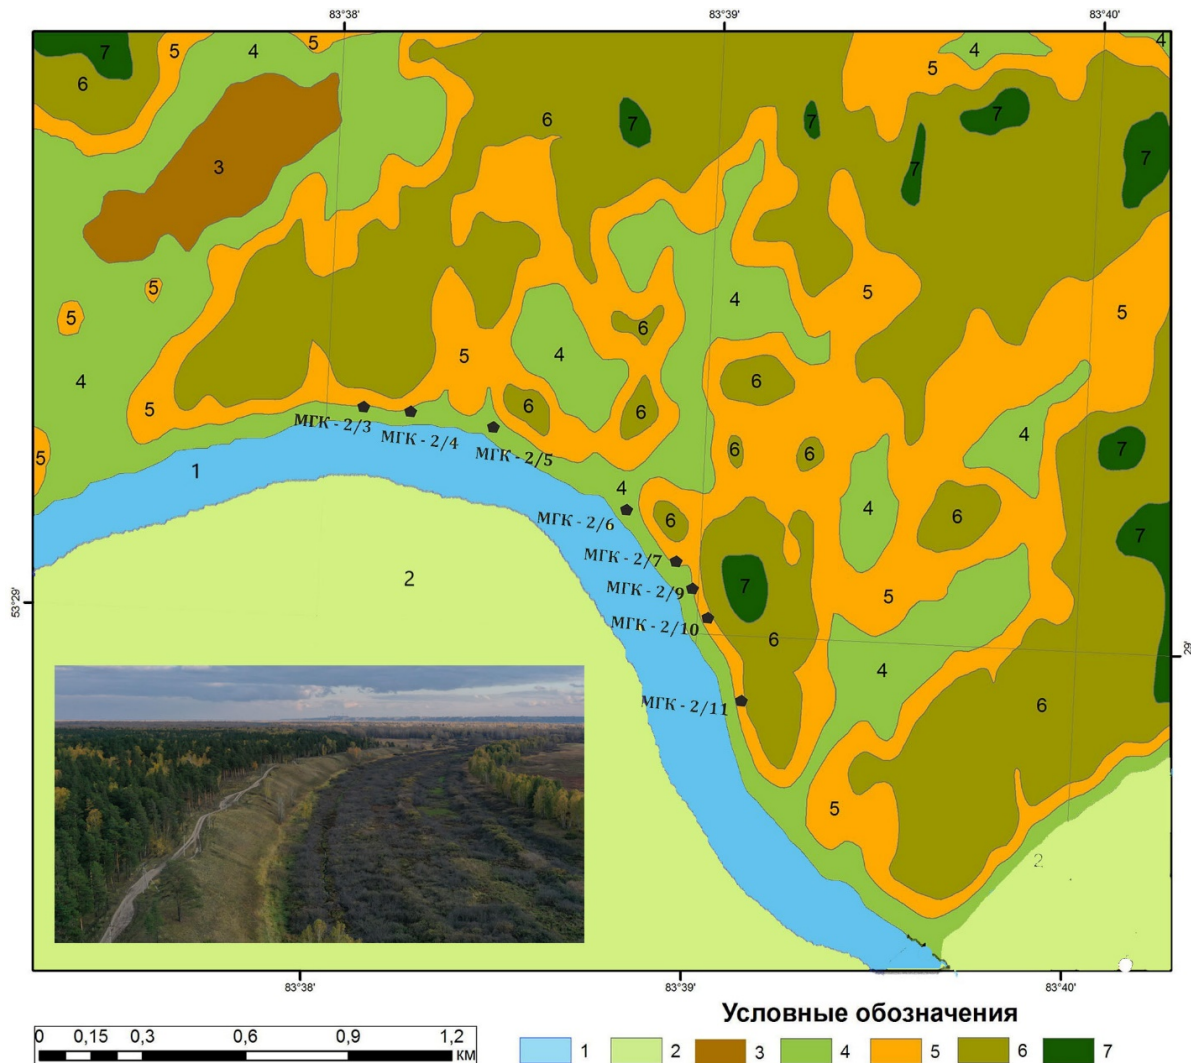 83°38' 83°39' 83°40'
7 5 4 5 4 4
6 5
6 7 7 7
3 7 7
5 5 4 5
5 6 5
4 5 4 6
5 6 6
МГК - 2/3 МГК - 2/4 МГК - 2/5
6 6 4 7
5 1
4 6 4 6
МГК - 2/6
7
МГК - 2/7
53°29' 2 МГК - 2/9 7 5
МГК - 2/10
6 29'
4
МГК - 2/11 6
5
2
83°38' 83°39' 83°40'
Условные обозначения
0 0,15 0,3 0,6 0,9 1,2
км
1 2 3 4 5 6 7